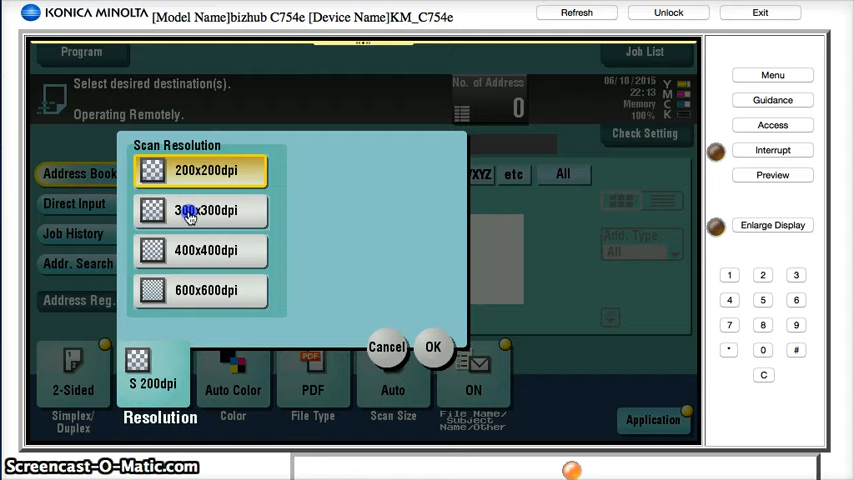 KONICA MINOLTA [Model Name]bizhub C754e [Device Name]KM_C754e
Refresh
Unlock
Exit
Program
Job List
Select desired destination(s).
Operating Remotely.
No. of Address
0
06/10/2015
22:13
Memory
100%
Y
M
C
K
Check Setting
Scan Resolution
200x200dpi
300x300dpi
400x400dpi
600x600dpi
Cancel
OK
Address Book
Direct Input
Job History
Addr. Search
Address Reg.
XYZ
etc
All
Addr. Type
All
2-Sided
Simplex/
Duplex
S 200dpi
Resolution
Auto Color
Color
PDF
PDF
File Type
Auto
Scan Size
ON
File Name/
Subject
Name/Other
Application
Menu
Guidance
Access
Interrupt
Preview
Enlarge Display
1 2 3
4 5 6
7 8 9
* 0 #
C
Screencast-O-Matic.com